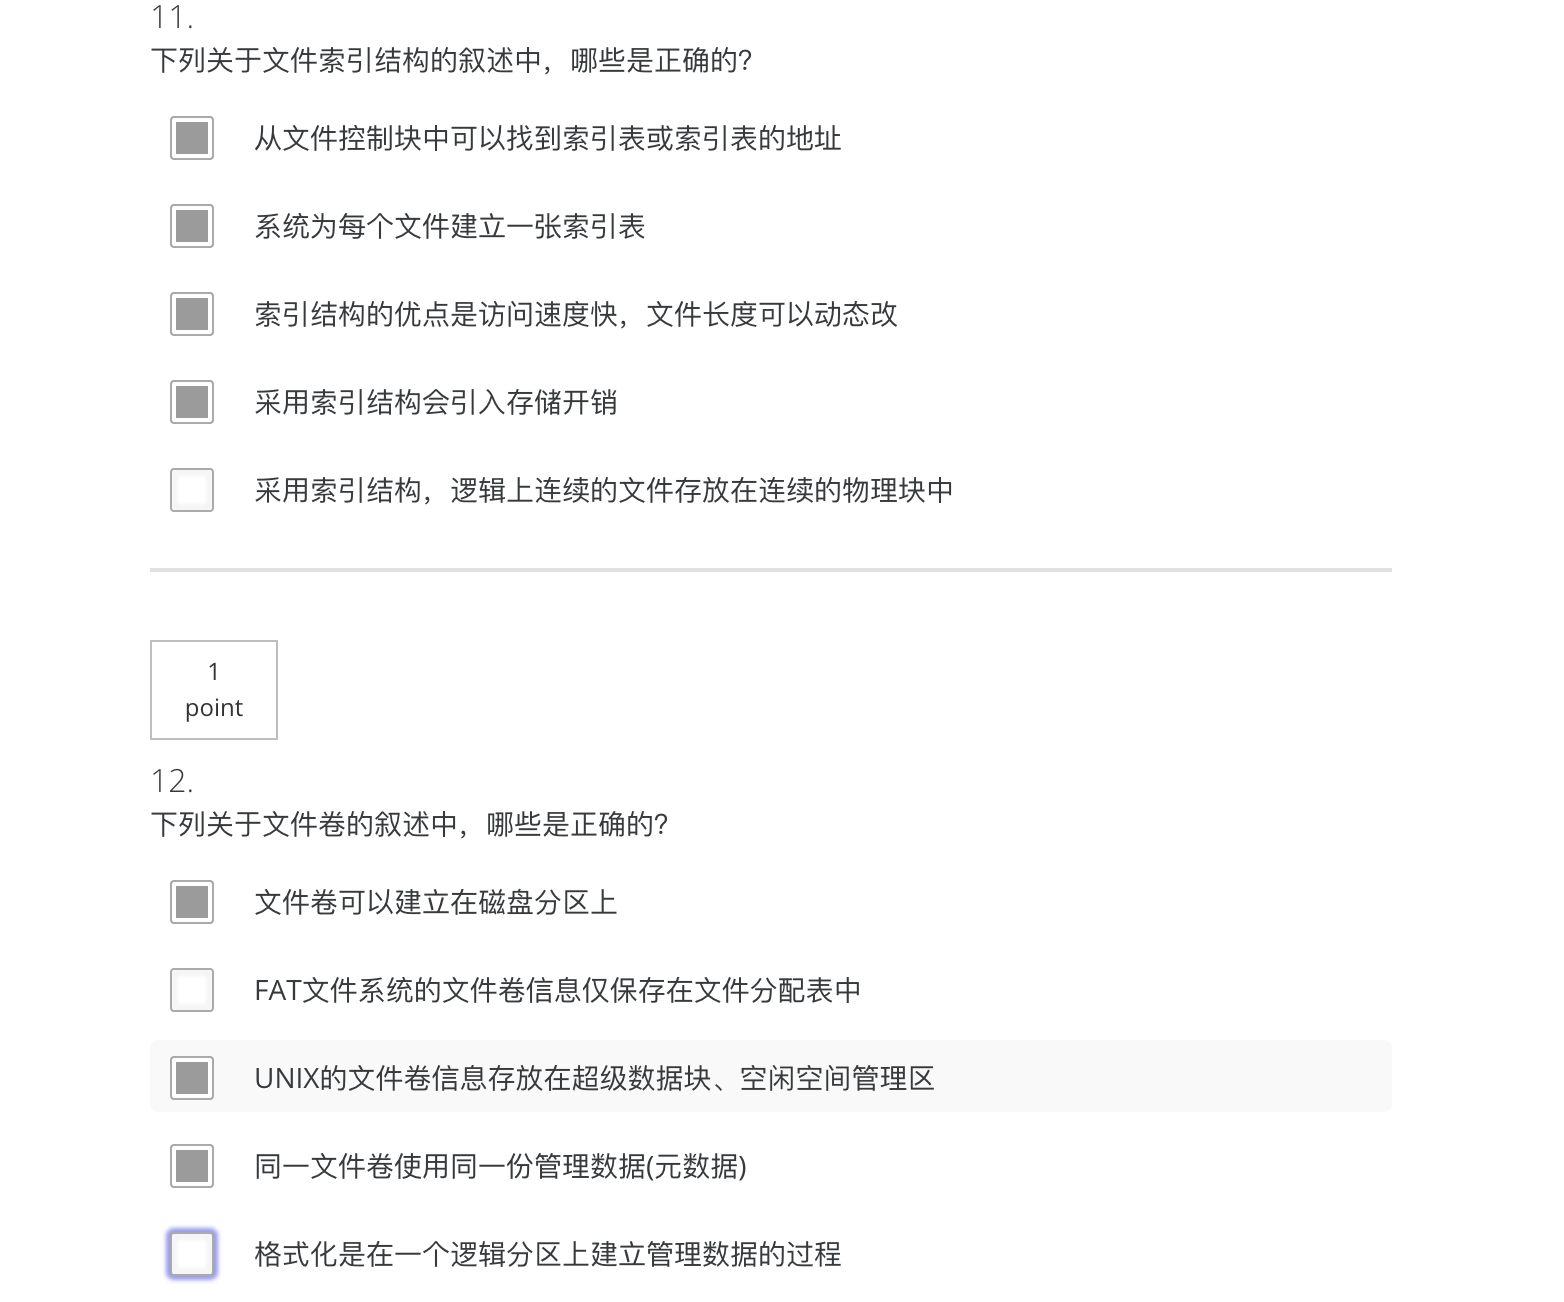 11.
下列关于文件索引结构的叙述中，哪些是正确的?
从文件控制块中可以找到索引表或索引表的地址
系统为每个文件建立一张索引表
索引结构的优点是访问速度快，文件长度可以动态改
采用索引结构会引入存储开销
采用索引结构，逻辑上连续的文件存放在连续的物理块中
1
point
12.
下列关于文件卷的叙述中，哪些是正确的?
文件卷可以建立在磁盘分区上
FAT文件系统的文件卷信息仅保存在文件分配表中
UNIX的文件卷信息存放在超级数据块、空闲空间管理区
同一文件卷使用同一份管理数据(元数据)
格式化是在一个逻辑分区上建立管理数据的过程